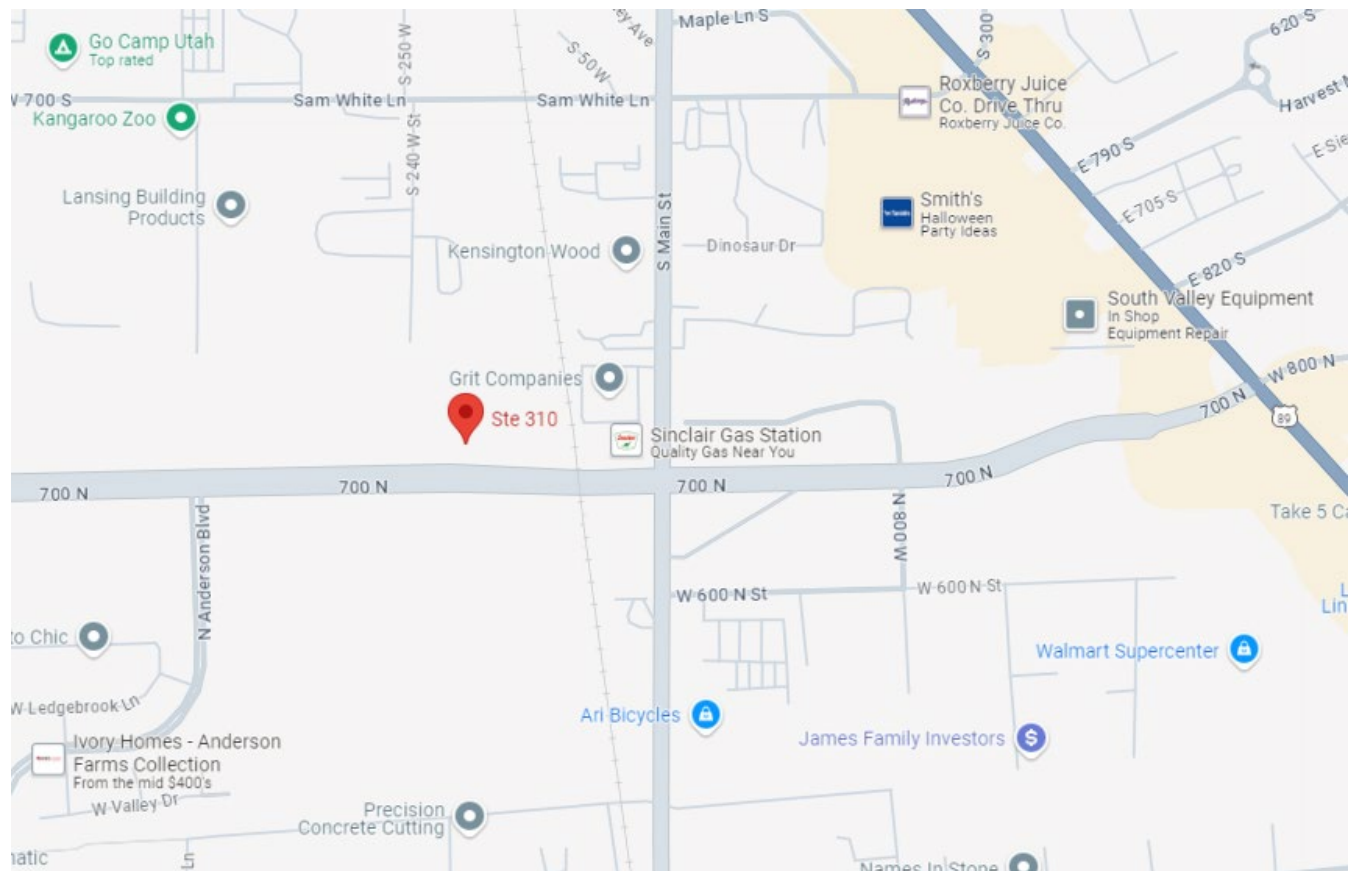 Go Camp Utah
Top rated
Maple Ln S
S 300
620 S
S 250 W
S 50 W
W 700 S
Sam White Ln
Sam White Ln
Kangaroo Zoo
Roxberry Juice
Co. Drive Thru
Roxberry Juice Co.
E 790 S
S 240 W St
Lansing Building
Products
Smith's
Halloween
Party Ideas
E 705 S
S Main St
Kensington Wood
Dinosaur Dr
E 820 S
South Valley Equipment
In Shop
Equipment Repair
Grit Companies
W 800 N
700 N
89
Ste 310
Sinclair Gas Station
Quality Gas Near You
700 N
700 N
700 N
700 N
N 800 W
Take 5
N Anderson Blvd
W 600 N St
W 600 N St
to Chic
Walmart Supercenter
W Ledgebrook Ln
Ari Bicycles
James Family Investors
Ivory Homes - Anderson
Farms Collection
From the mid $400's
W Valley Dr
Precision
Concrete Cutting
Ln
Names In Stone